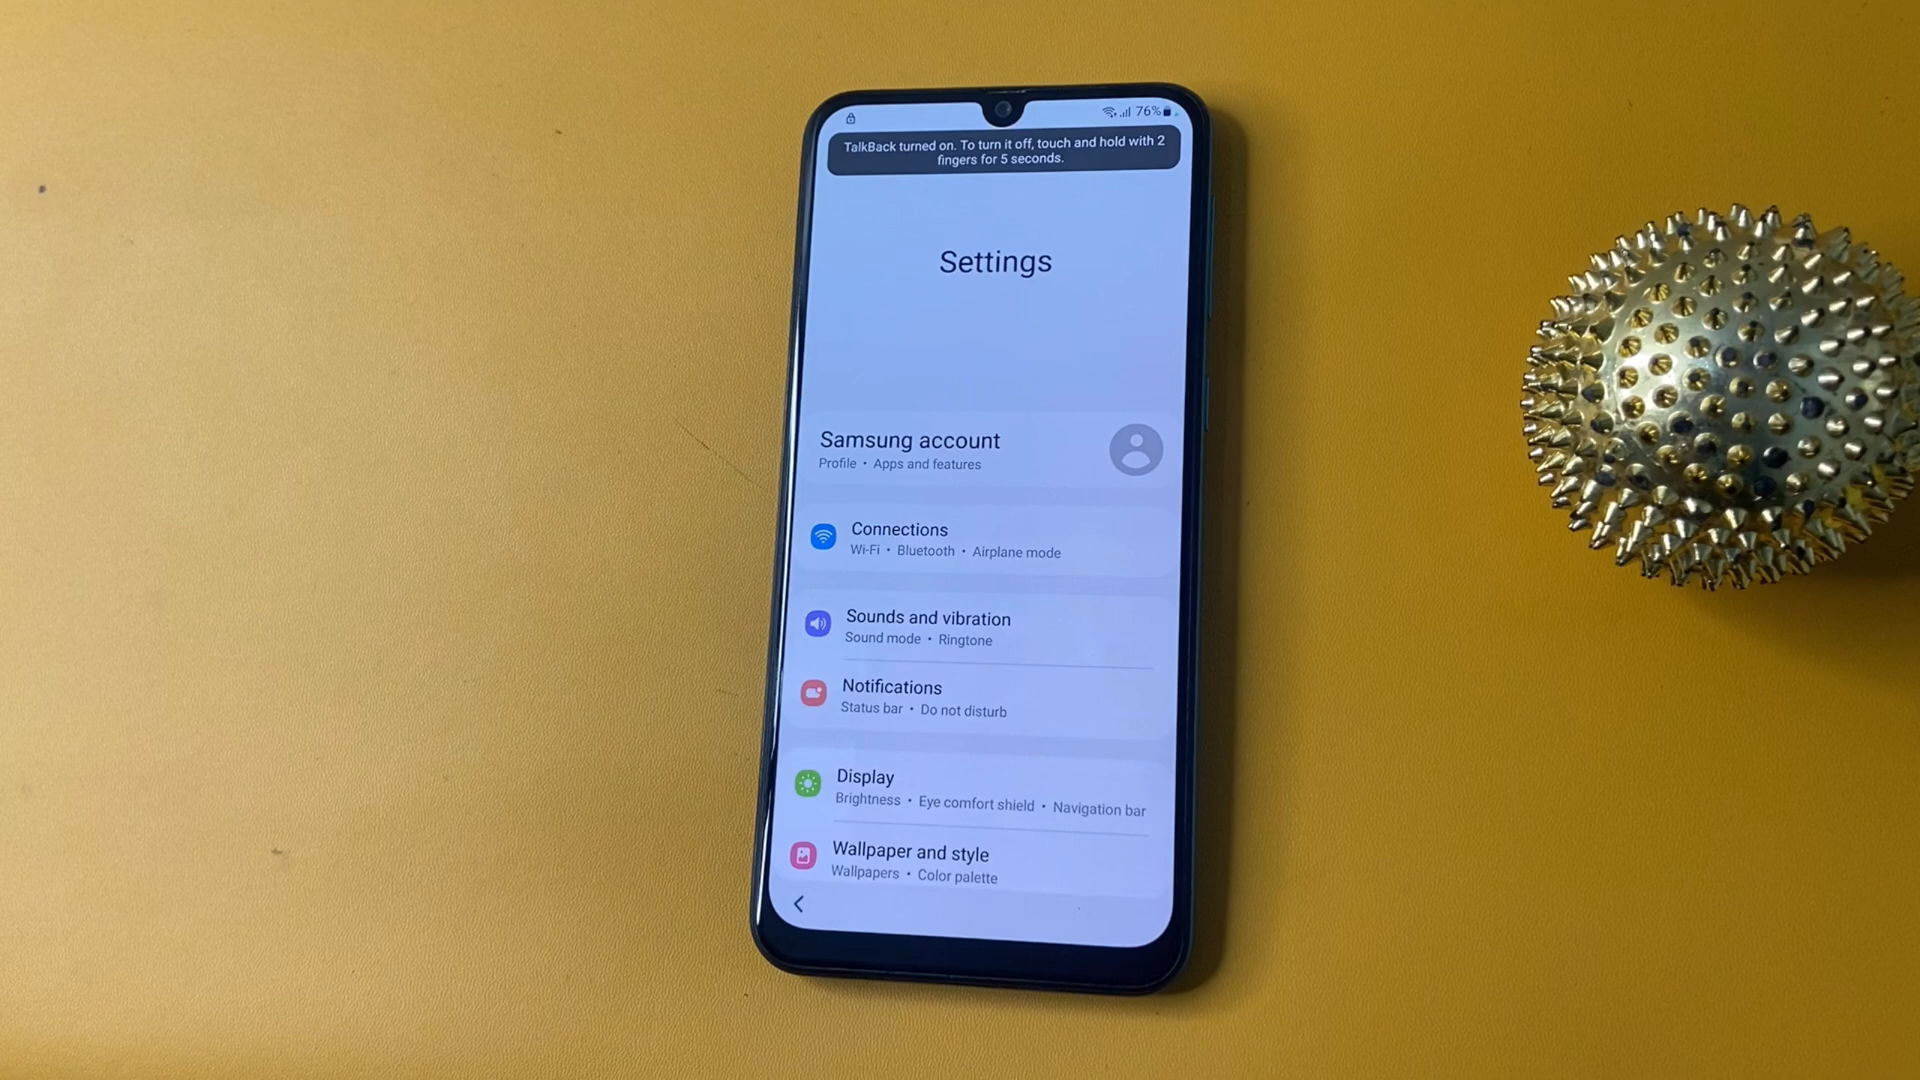 76%
TalkBack turned on. To turn it off, touch and hold with 2
fingers for 5 seconds.
Settings
Samsung account
Profile • Apps and features
Connections
Wi-Fi • Bluetooth • Airplane mode
Sounds and vibration
Sound mode • Ringtone
Notifications
Status bar • Do not disturb
Display
Brightness • Eye comfort shield • Navigation bar
Wallpaper and style
Wallpapers • Color palette